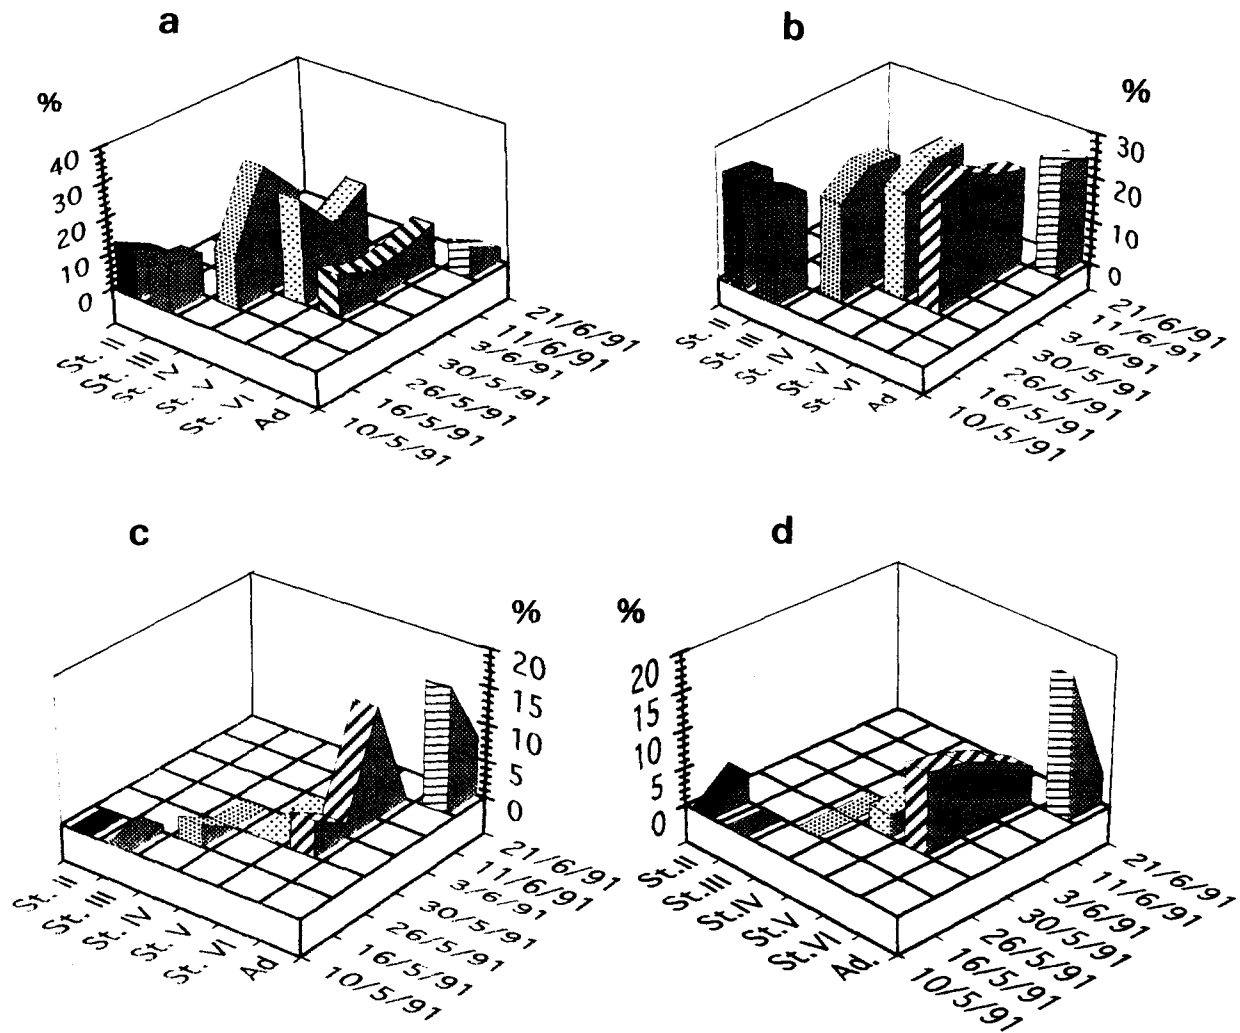 a
%
40
30
20
10
0
St. II
St. III
St. IV
St. V
St. VI
Ad
10/5/91
16/5/91
26/5/91
30/5/91
3/6/91
11/6/91
21/6/91
b
%
30
20
10
0
St. II
St. III
St. IV
St. V
St. VI
Ad
10/5/91
16/5/91
26/5/91
30/5/91
3/6/91
11/6/91
21/6/91
c
%
20
15
10
5
0
St. II
St. III
St. IV
St. V
St. VI
Ad
10/5/91
16/5/91
26/5/91
30/5/91
3/6/91
11/6/91
21/6/91
d
%
20
15
10
5
0
St.II
St.III
St.IV
St.V
St.VI
Ad.
10/5/91
16/5/91
26/5/91
30/5/91
3/6/91
11/6/91
21/6/91